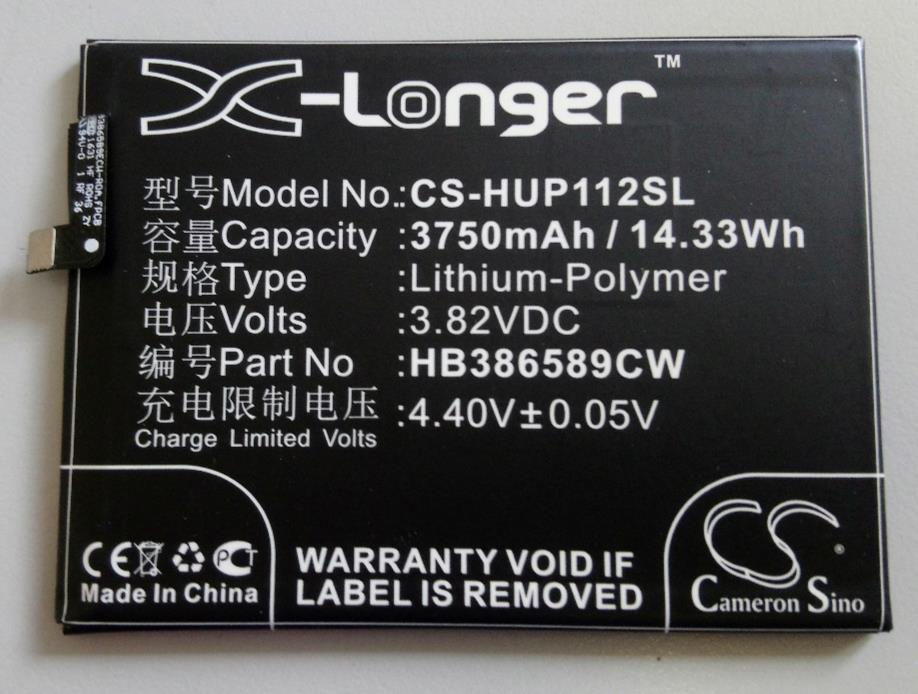 X-Longer™
型号Model No.:CS-HUP112SL
容量Capacity :3750mAh / 14.33Wh
规格Type :Lithium-Polymer
电压Volts :3.82VDC
编号Part No :HB386589CW
充电限制电压 :4.40V±0.05V
Charge Limited Volts
CE PCT
Made In China
WARRANTY VOID IF
LABEL IS REMOVED
CS®
Cameron Sino